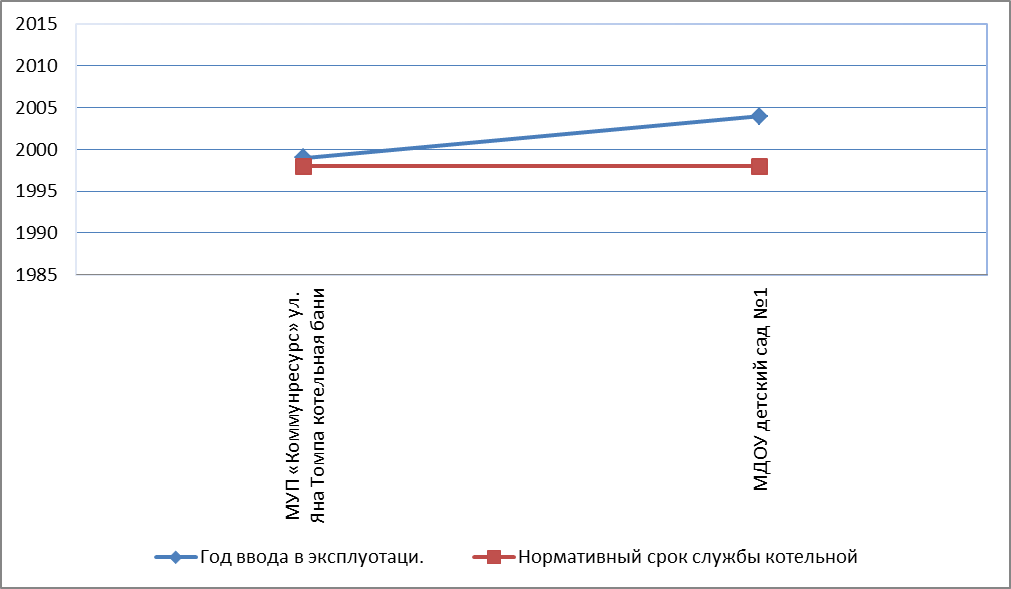 2015
2010
2005
2000
1995
1990
1985
МУП «Коммунресурс» ул.
Яна Томпа котельная бани
МДОУ детский сад №1
Год ввода в эксплуотаци.
Нормативный срок службы котельной